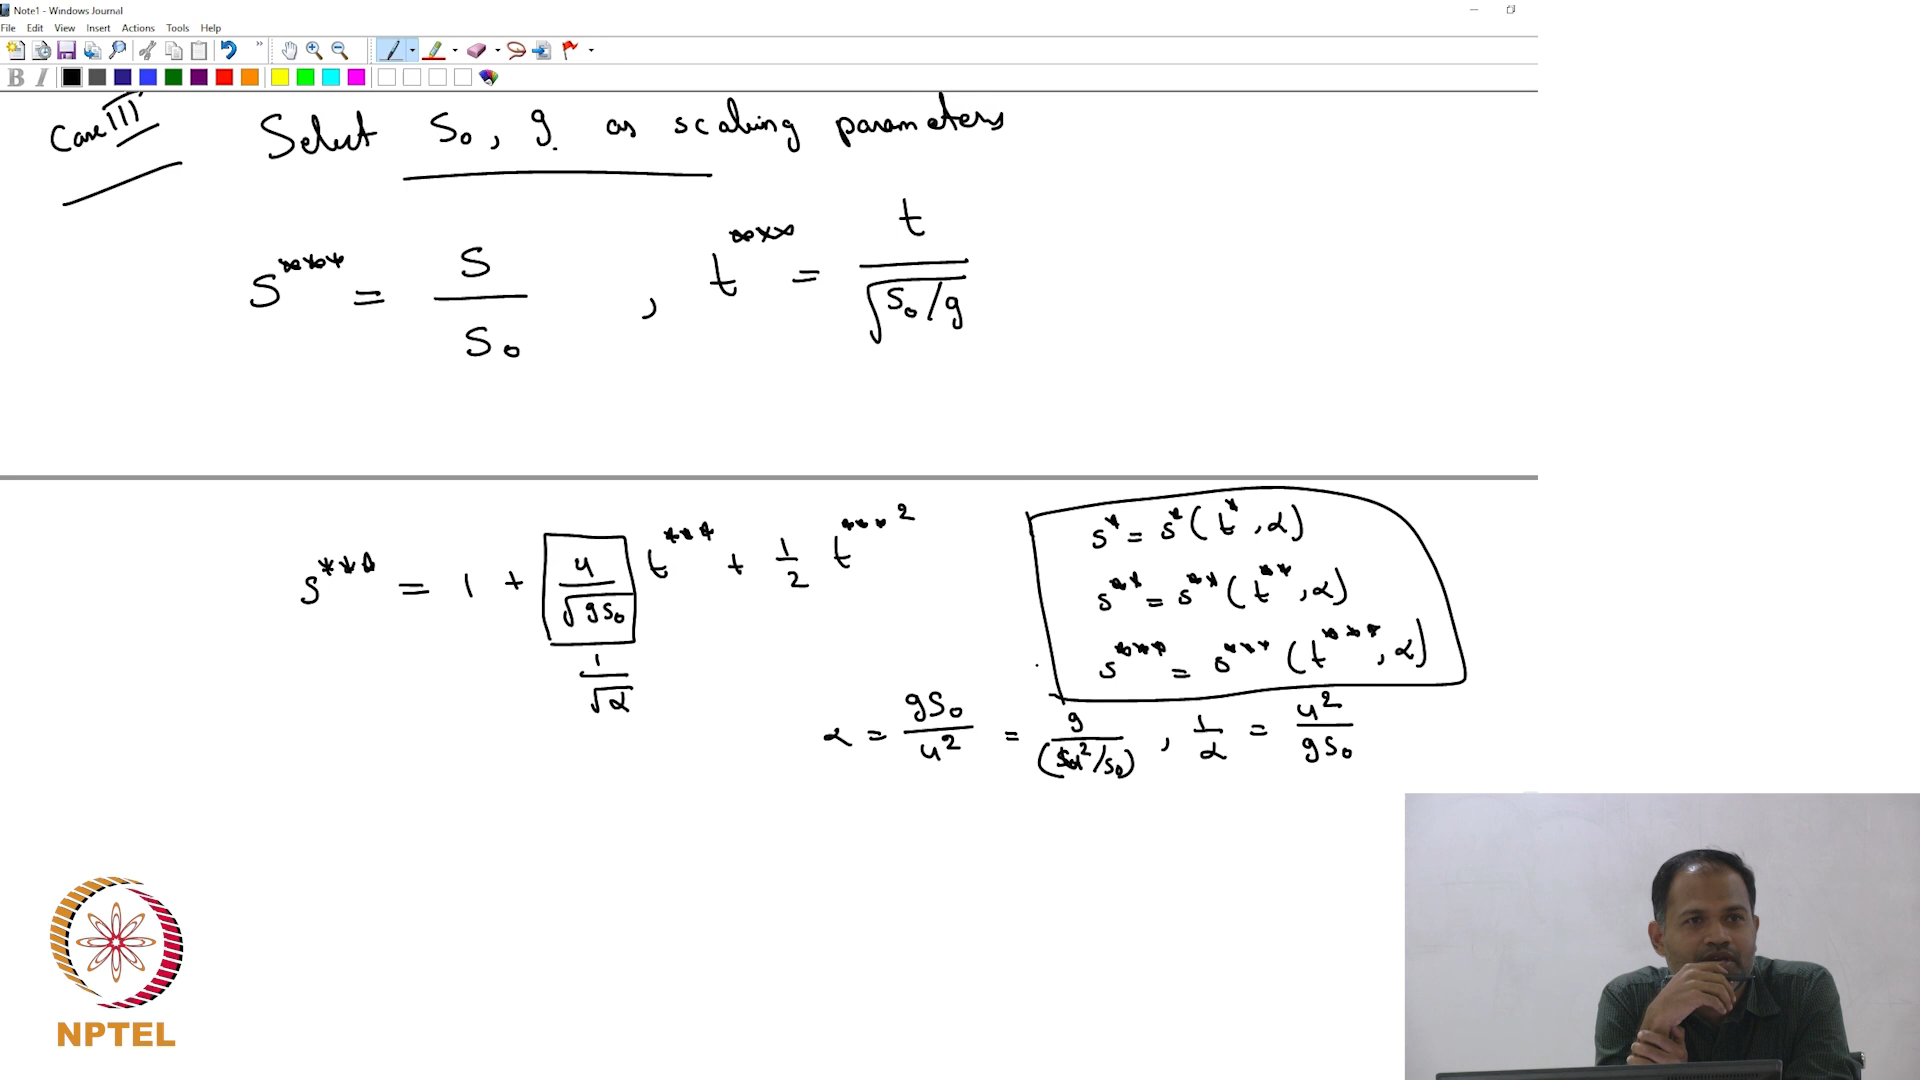 Note1 - Windows Journal
File Edit View Insert Actions Tools Help
B I
Case III
Select S₀, g as scaling parameters
S*** = S / S₀ , t*** = t / √(S₀/g)
S*** = 1 + u/√(gS₀) t*** + 1/2 t***²
1/√α
S* = S*(t*, α)
S** = S**(t**, α)
S*** = S***(t***, α)
α = gS₀/u² = g/(u²/S₀) , 1/α = u²/gS₀
NPTEL